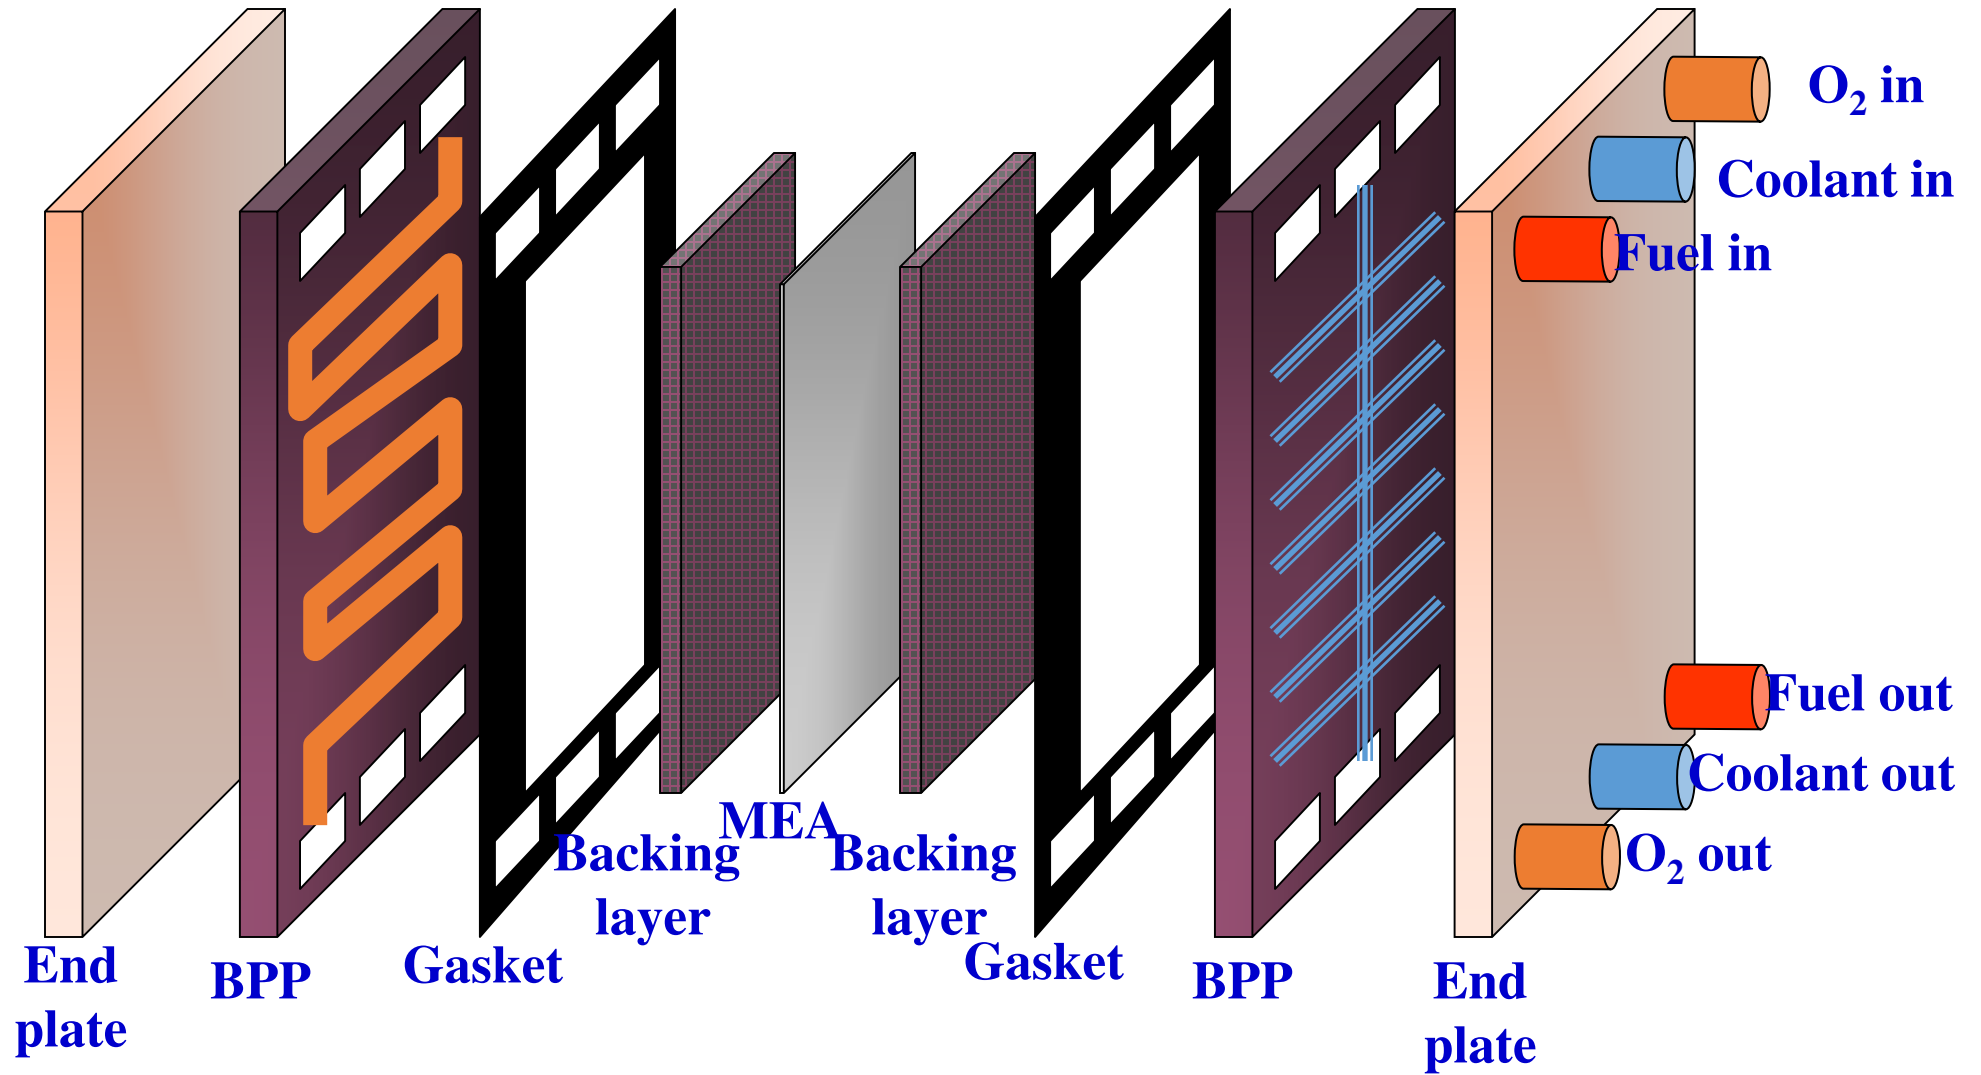 O₂ in
Coolant in
Fuel in
Fuel out
Coolant out
O₂ out
MEA
Backing
layer
Backing
layer
End
plate
BPP
Gasket
Gasket
BPP
End
plate